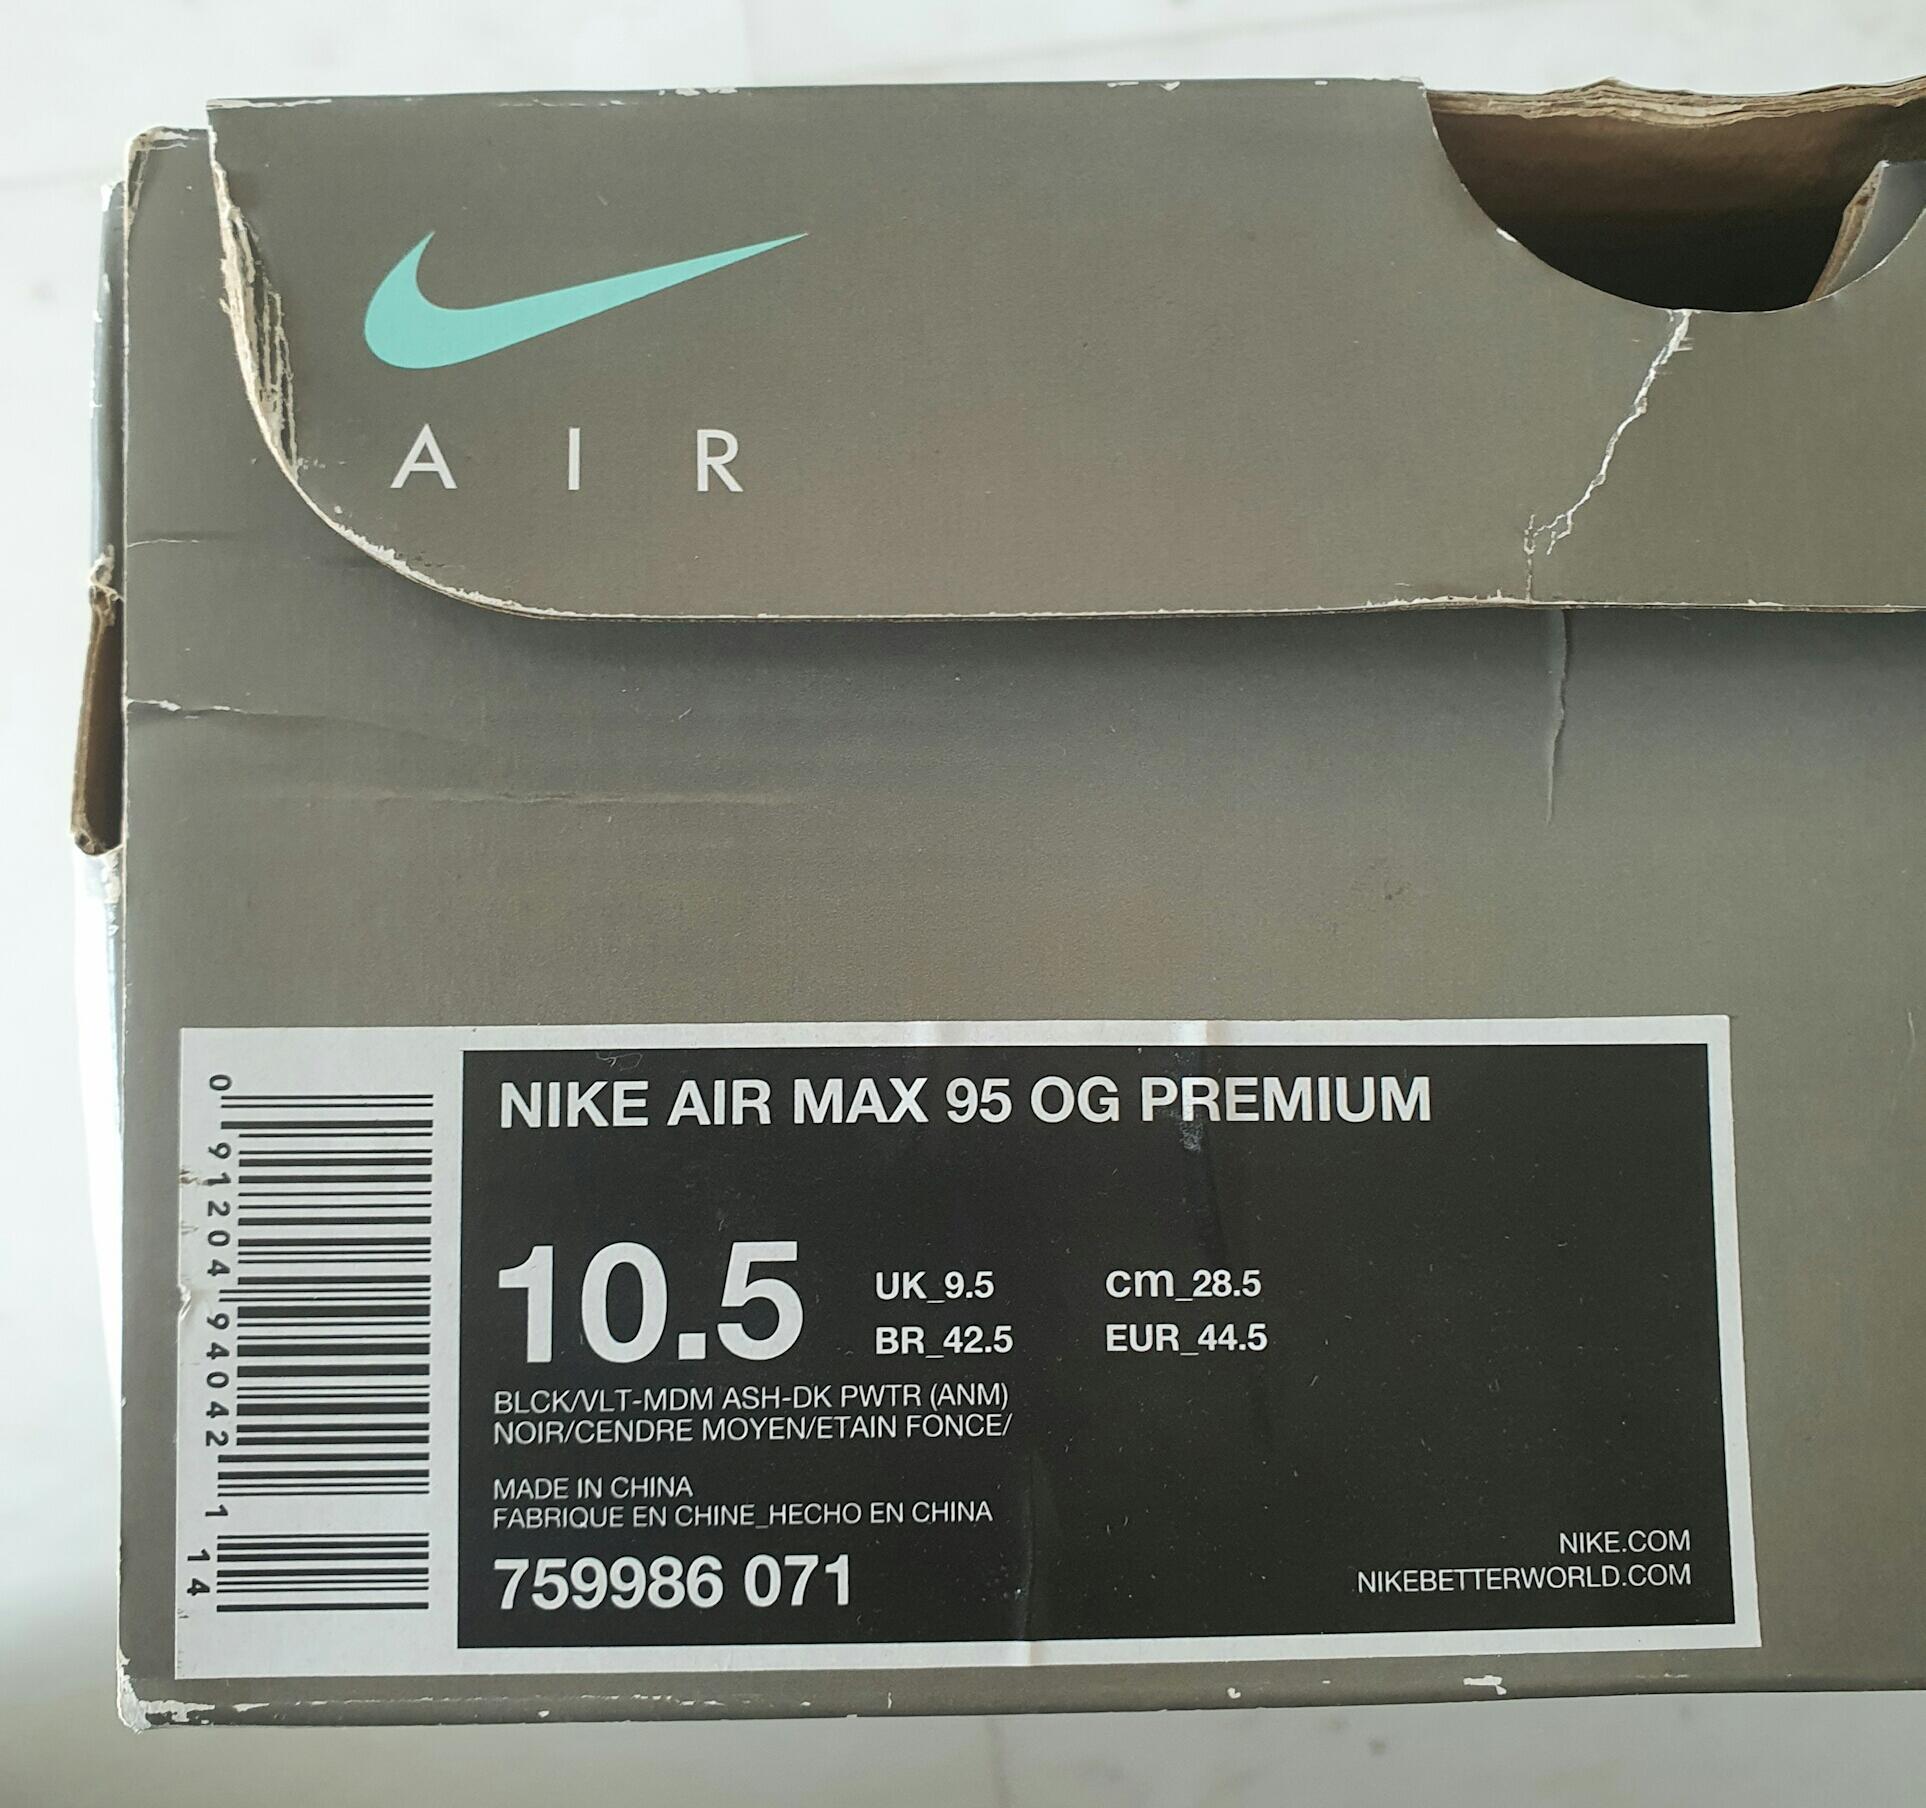 AIR
NIKE AIR MAX 95 OG PREMIUM
10.5
UK_9.5 cm_28.5
BR_42.5 EUR_44.5
BLCK/VLT-MDM ASH-DK PWTR (ANM)
NOIR/CENDRE MOYEN/ETAIN FONCE/
MADE IN CHINA
FABRIQUE EN CHINE_HECHO EN CHINA
759986 071
NIKE.COM
NIKEBETTERWORLD.COM
0 91204 94042 1 14